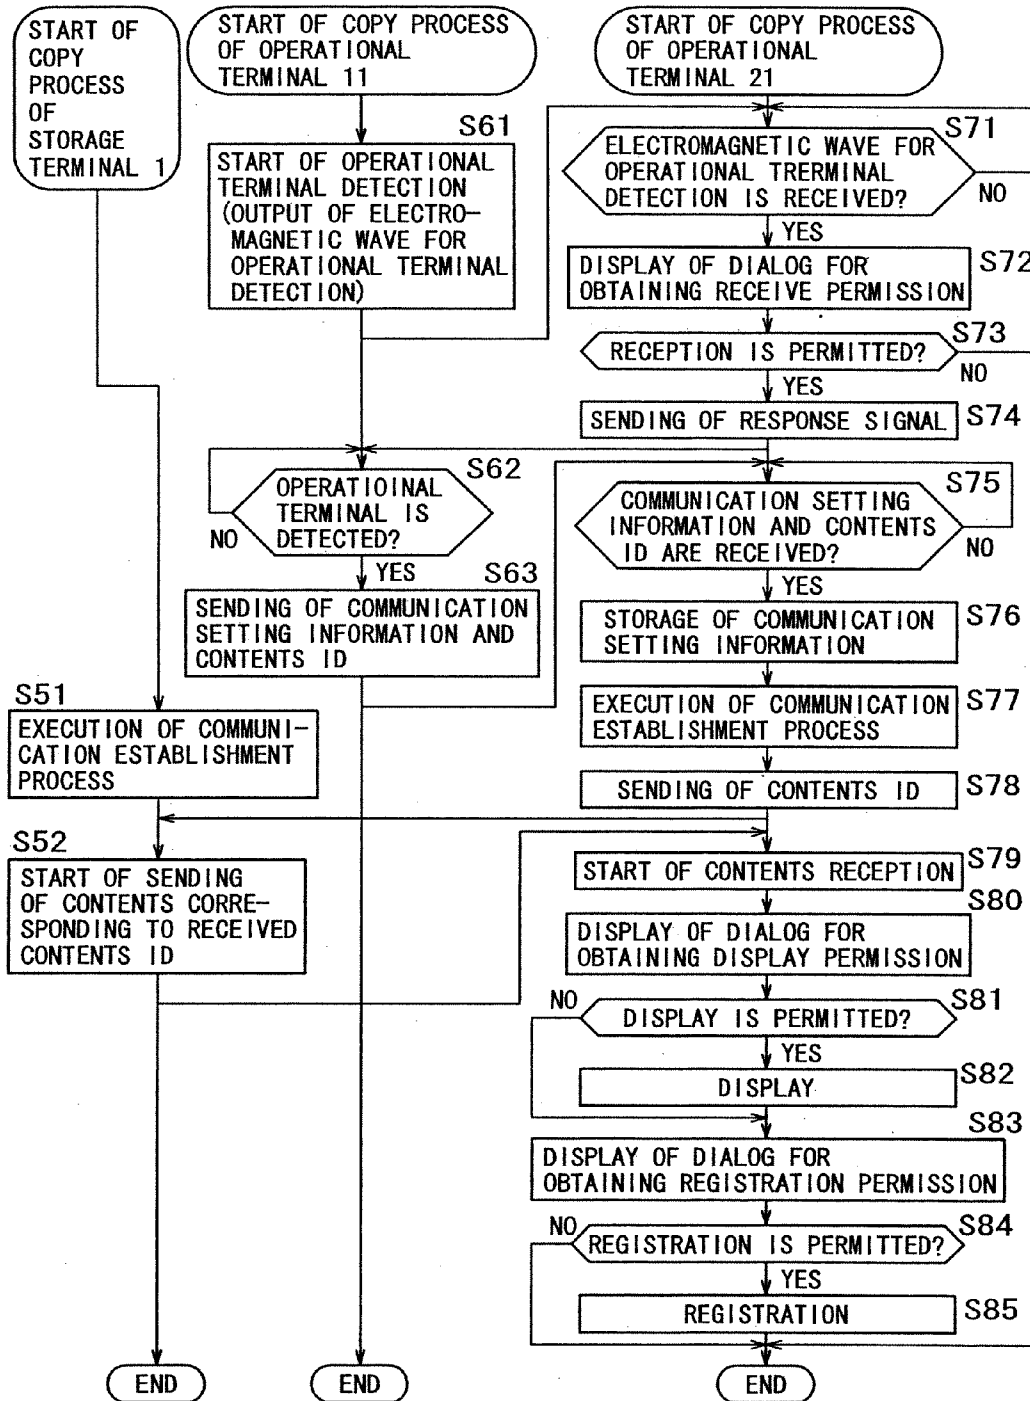 START OF
COPY
PROCESS
OF
STORAGE
TERMINAL 1
S51
EXECUTION OF COMMUNI-
CATION ESTABLISHMENT
PROCESS
S52
START OF SENDING
OF CONTENTS CORRE-
SPONDING TO RECEIVED
CONTENTS ID
END
START OF COPY PROCESS
OF OPERATIONAL
TERMINAL 11
S61
START OF OPERATIONAL
TERMINAL DETECTION
(OUTPUT OF ELECTRO-
MAGNETIC WAVE FOR
OPERATIONAL TERMINAL
DETECTION)
S62
OPERATIOINAL
TERMINAL IS
DETECTED?
NO
YES
S63
SENDING OF COMMUNICATION
SETTING INFORMATION AND
CONTENTS ID
END
START OF COPY PROCESS
OF OPERATIONAL
TERMINAL 21
S71
ELECTROMAGNETIC WAVE FOR
OPERATIONAL TRERMINAL
DETECTION IS RECEIVED?
NO
YES
S72
DISPLAY OF DIALOG FOR
OBTAINING RECEIVE PERMISSION
S73
RECEPTION IS PERMITTED?
NO
YES
S74
SENDING OF RESPONSE SIGNAL
S75
COMMUNICATION SETTING
INFORMATION AND CONTENTS
ID ARE RECEIVED?
NO
YES
S76
STORAGE OF COMMUNICATION
SETTING INFORMATION
S77
EXECUTION OF COMMUNICATION
ESTABLISHMENT PROCESS
S78
SENDING OF CONTENTS ID
S79
START OF CONTENTS RECEPTION
S80
DISPLAY OF DIALOG FOR
OBTAINING DISPLAY PERMISSION
S81
NO
DISPLAY IS PERMITTED?
YES
S82
DISPLAY
S83
DISPLAY OF DIALOG FOR
OBTAINING REGISTRATION PERMISSION
S84
NO
REGISTRATION IS PERMITTED?
YES
S85
REGISTRATION
END